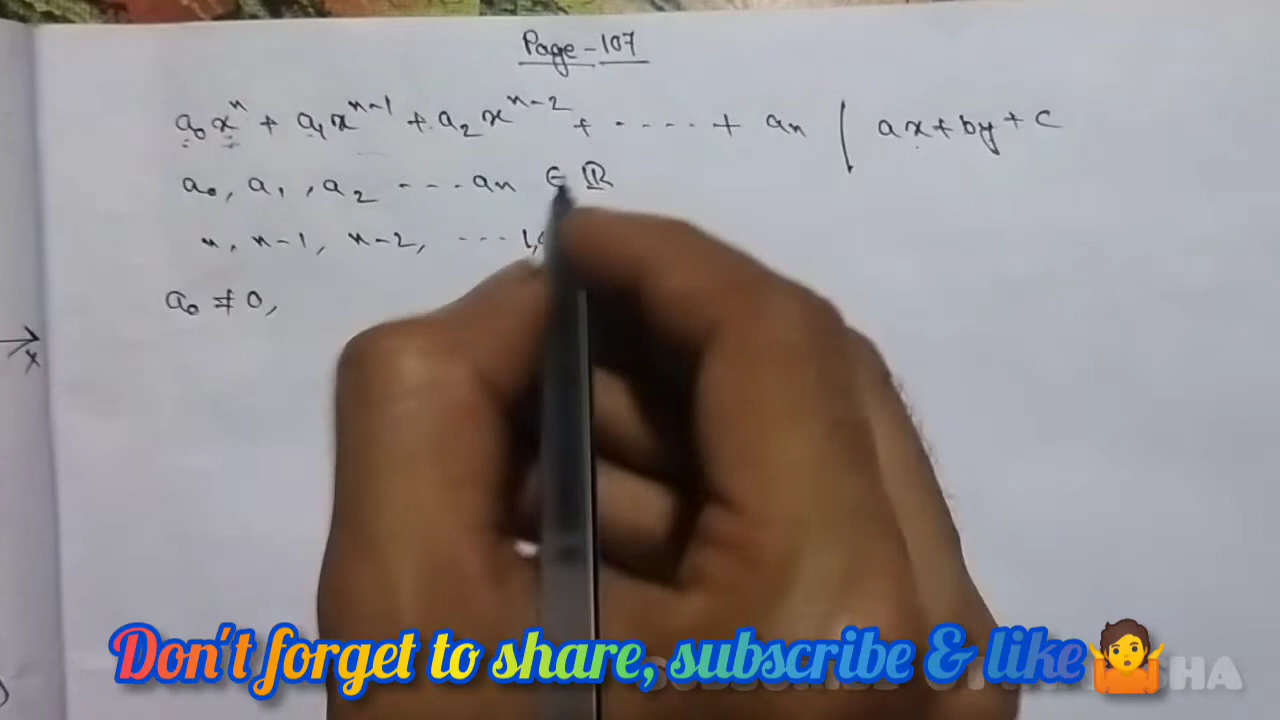 Page-107
a₀xⁿ + a₁xⁿ⁻¹ + a₂xⁿ⁻² + ..... + aₙ | ax+by+c
a₀, a₁, a₂ ---- aₙ ∈ ℝ
n, n-1, n-2, ---- 1,
a₀ ≠ 0,
x
Don't forget to share, subscribe & like🤷